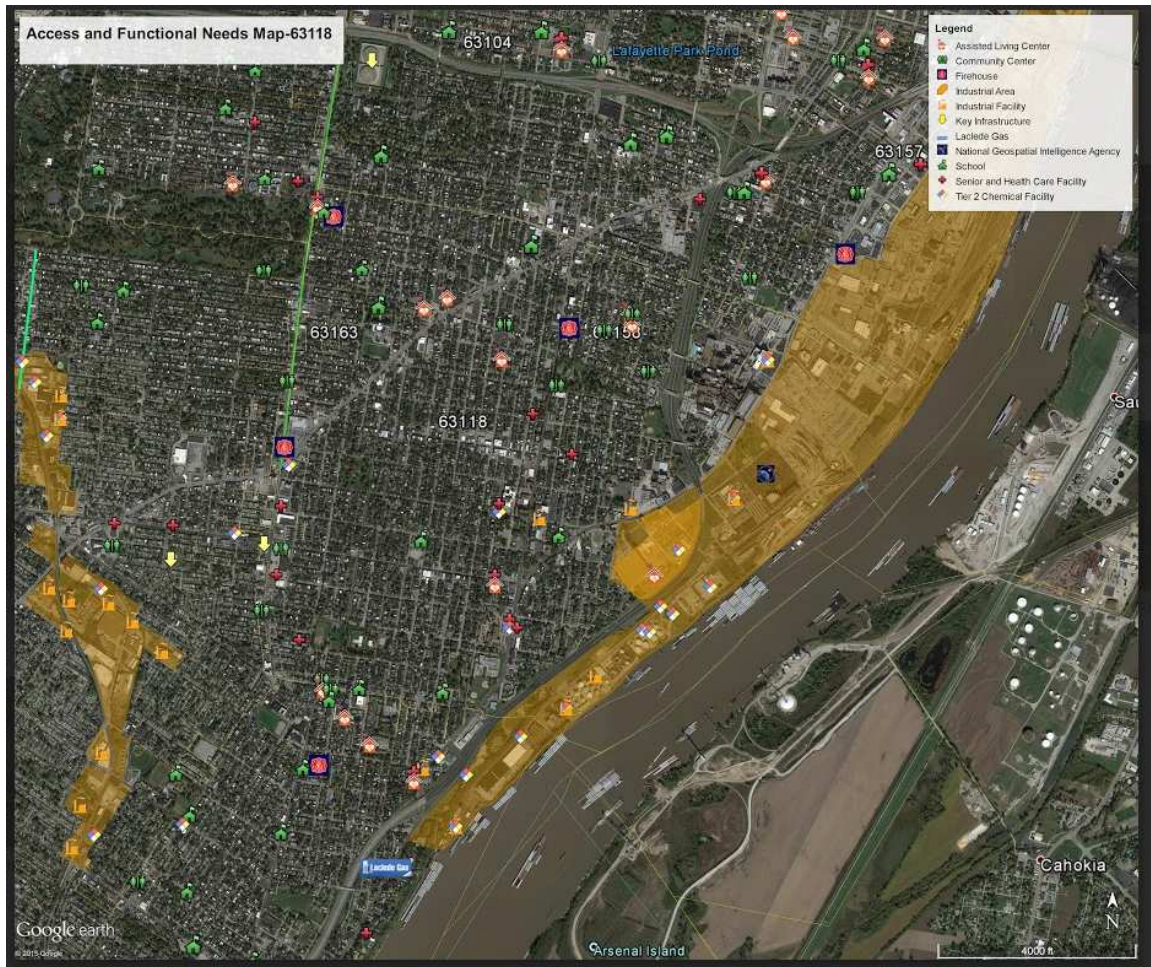 Access and Functional Needs Map-63118
63104
Lafayette Park Pond
Legend
Assisted Living Center
Community Center
Firehouse
Industrial Area
Industrial Facility
Key Infrastructure
Laclede Gas
National Geospatial Intelligence Agency
School
Senior and Health Care Facility
Tier 2 Chemical Facility
63157
63163
63118
Laclede Gas
Cahokia
N
Google earth
© 2015 Google
Arsenal Island
4000 ft